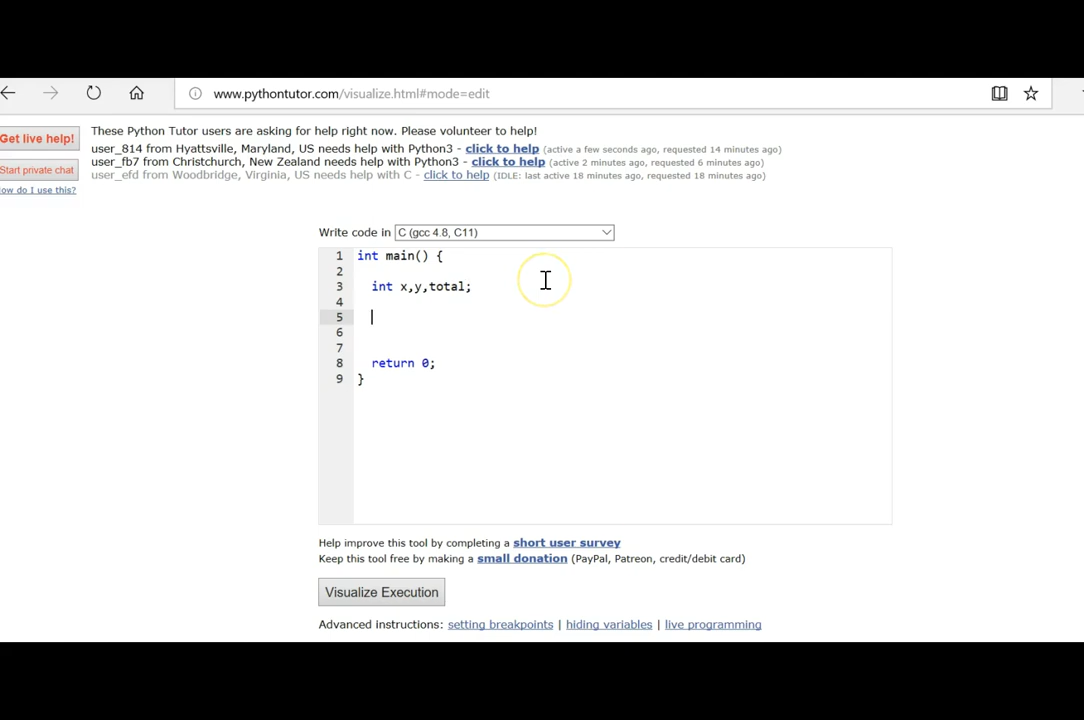 www.pythontutor.com/visualize.html#mode=edit
Get live help!
These Python Tutor users are asking for help right now. Please volunteer to help!
user_814 from Hyattsville, Maryland, US needs help with Python3 - click to help (active a few seconds ago, requested 14 minutes ago)
Start private chat
user_fb7 from Christchurch, New Zealand needs help with Python3 - click to help (active 2 minutes ago, requested 6 minutes ago)
user_efd from Woodbridge, Virginia, US needs help with C - click to help (IDLE: last active 18 minutes ago, requested 18 minutes ago)
ow do I use this?
Write code in C (gcc 4.8, C11)
1 int main() {
2
3 int x,y,total;
4
5
6
7
8 return 0;
9 }
Help improve this tool by completing a short user survey
Keep this tool free by making a small donation (PayPal, Patreon, credit/debit card)
Visualize Execution
Advanced instructions: setting breakpoints | hiding variables | live programming